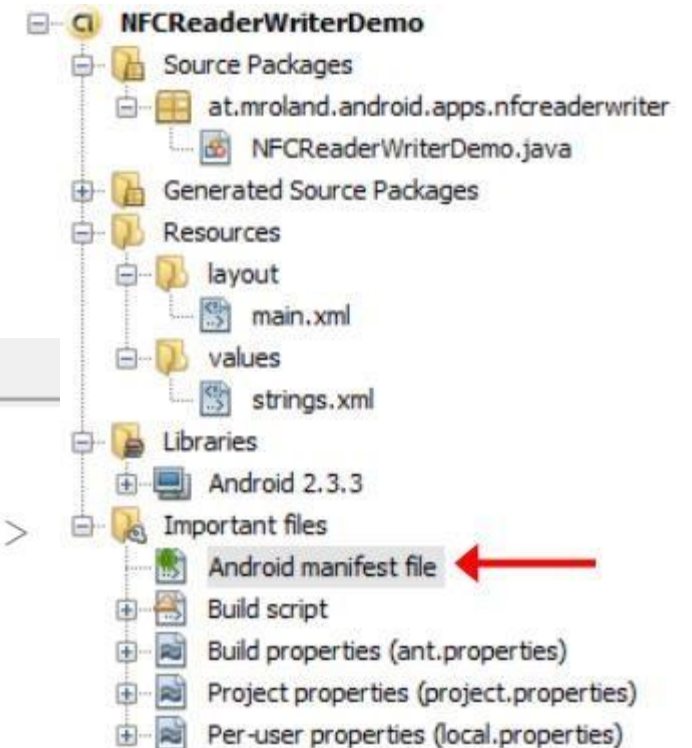 NFCReaderWriterDemo
Source Packages
at.mroland.android.apps.nfcreaderwriter
NFCReaderWriterDemo.java
Generated Source Packages
Resources
layout
main.xml
values
strings.xml
Libraries
Android 2.3.3
>
Important files
Android manifest file
Build script
Build properties (ant.properties)
Project properties (project.properties)
Per-user properties (local.properties)